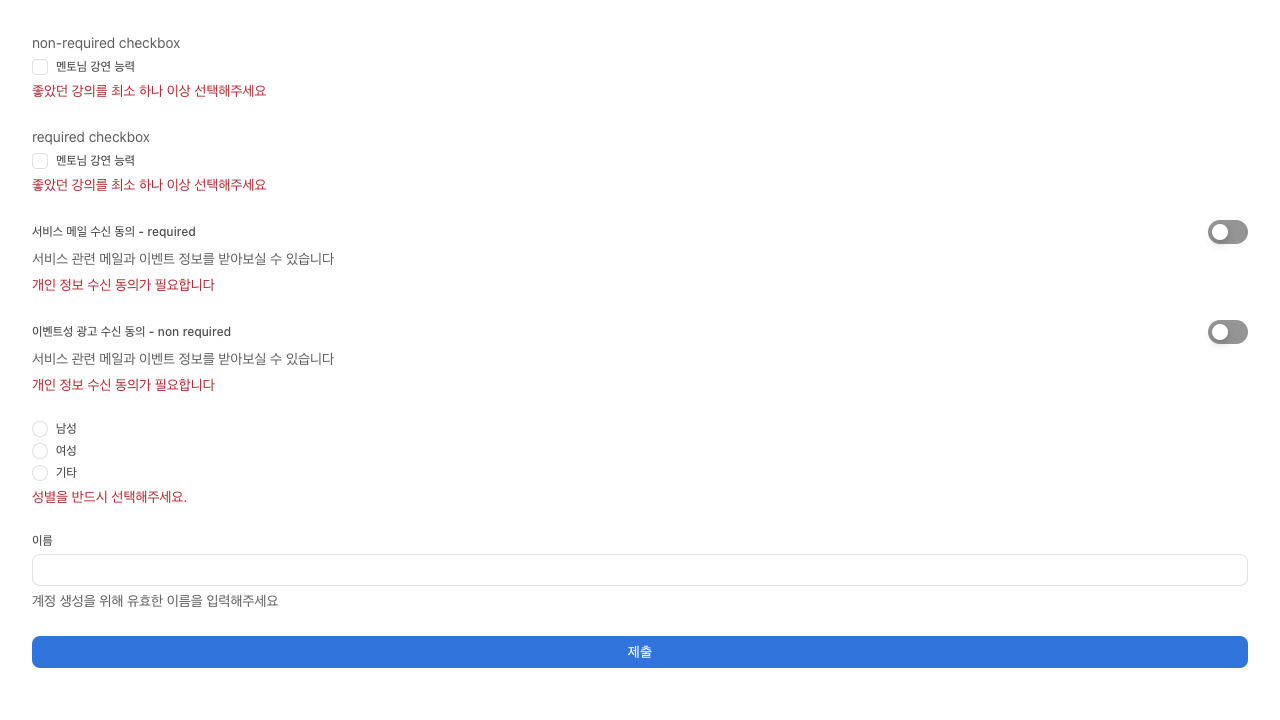 non-required checkbox
멘토님 강연 능력
좋았던 강의를 최소 하나 이상 선택해주세요
required checkbox
멘토님 강연 능력
좋았던 강의를 최소 하나 이상 선택해주세요
서비스 메일 수신 동의 - required
서비스 관련 메일과 이벤트 정보를 받아보실 수 있습니다
개인 정보 수신 동의가 필요합니다
이벤트성 광고 수신 동의 - non required
서비스 관련 메일과 이벤트 정보를 받아보실 수 있습니다
개인 정보 수신 동의가 필요합니다
남성
여성
기타
성별을 반드시 선택해주세요.
이름
계정 생성을 위해 유효한 이름을 입력해주세요
제출